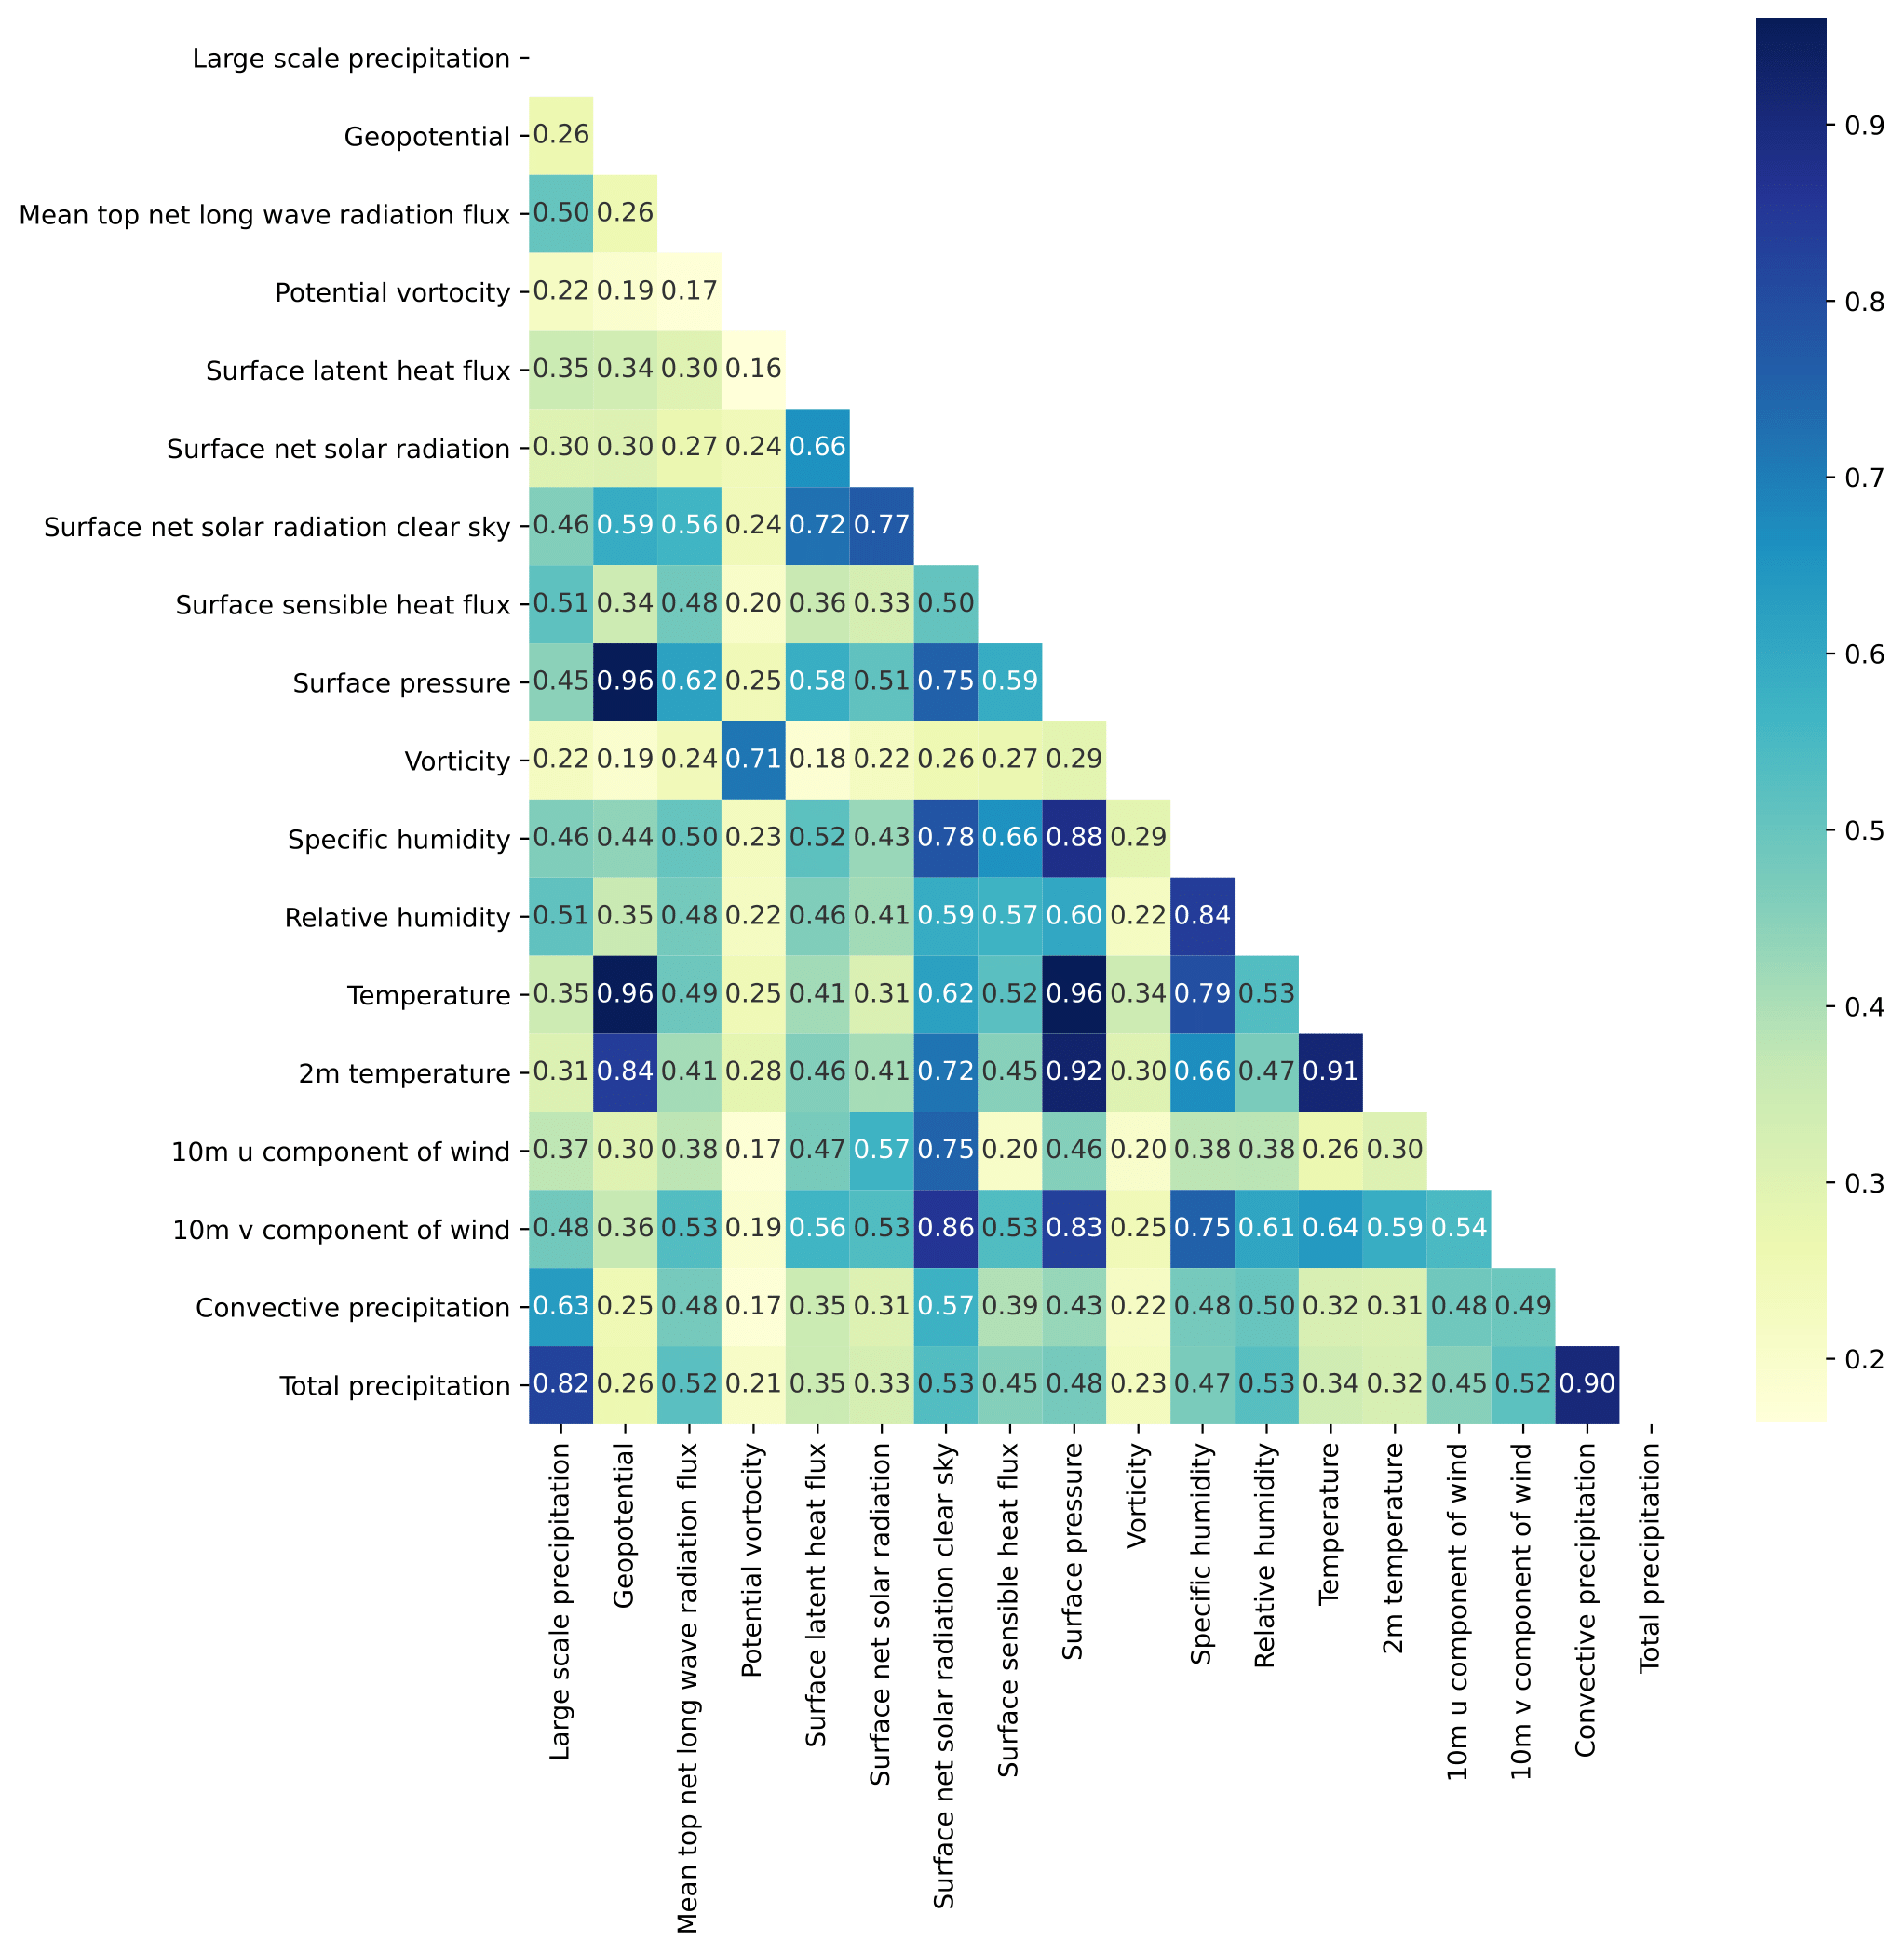 Large scale precipitation
Geopotential 0.26
Mean top net long wave radiation flux 0.50 0.26
Potential vortocity 0.22 0.19 0.17
Surface latent heat flux 0.35 0.34 0.30 0.16
Surface net solar radiation 0.30 0.30 0.27 0.24 0.66
Surface net solar radiation clear sky 0.46 0.59 0.56 0.24 0.72 0.77
Surface sensible heat flux 0.51 0.34 0.48 0.20 0.36 0.33 0.50
Surface pressure 0.45 0.96 0.62 0.25 0.58 0.51 0.75 0.59
Vorticity 0.22 0.19 0.24 0.71 0.18 0.22 0.26 0.27 0.29
Specific humidity 0.46 0.44 0.50 0.23 0.52 0.43 0.78 0.66 0.88 0.29
Relative humidity 0.51 0.35 0.48 0.22 0.46 0.41 0.59 0.57 0.60 0.22 0.84
Temperature 0.35 0.96 0.49 0.25 0.41 0.31 0.62 0.52 0.96 0.34 0.79 0.53
2m temperature 0.31 0.84 0.41 0.28 0.46 0.41 0.72 0.45 0.92 0.30 0.66 0.47 0.91
10m u component of wind 0.37 0.30 0.38 0.17 0.47 0.57 0.75 0.20 0.46 0.20 0.38 0.38 0.26 0.30
10m v component of wind 0.48 0.36 0.53 0.19 0.56 0.53 0.86 0.53 0.83 0.25 0.75 0.61 0.64 0.59 0.54
Convective precipitation 0.63 0.25 0.48 0.17 0.35 0.31 0.57 0.39 0.43 0.22 0.48 0.50 0.32 0.31 0.48 0.49
Total precipitation 0.82 0.26 0.52 0.21 0.35 0.33 0.53 0.45 0.48 0.23 0.47 0.53 0.34 0.32 0.45 0.52 0.90
Large scale precipitation
Geopotential
Mean top net long wave radiation flux
Potential vortocity
Surface latent heat flux
Surface net solar radiation
Surface net solar radiation clear sky
Surface sensible heat flux
Surface pressure
Vorticity
Specific humidity
Relative humidity
Temperature
2m temperature
10m u component of wind
10m v component of wind
Convective precipitation
Total precipitation
0.9
0.8
0.7
0.6
0.5
0.4
0.3
0.2